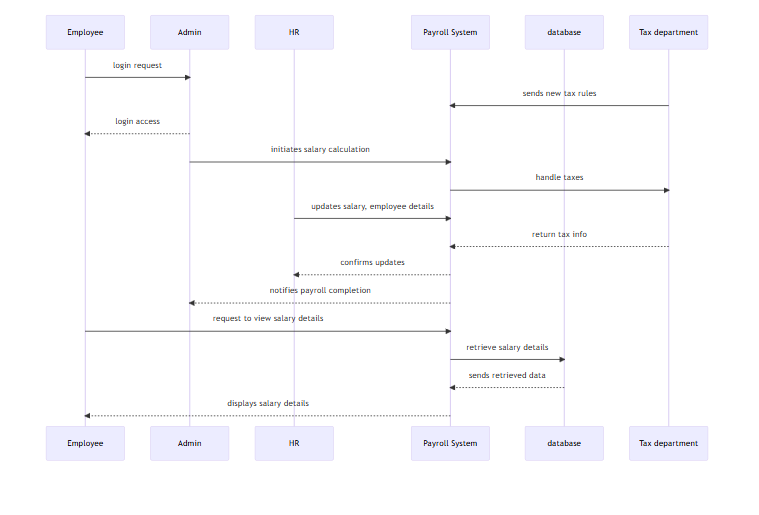 Employee Admin HR Payroll System database Tax department
login request
sends new tax rules
login access
initiates salary calculation
handle taxes
updates salary, employee details
return tax info
confirms updates
notifies payroll completion
request to view salary details
retrieve salary details
sends retrieved data
displays salary details
Employee Admin HR Payroll System database Tax department